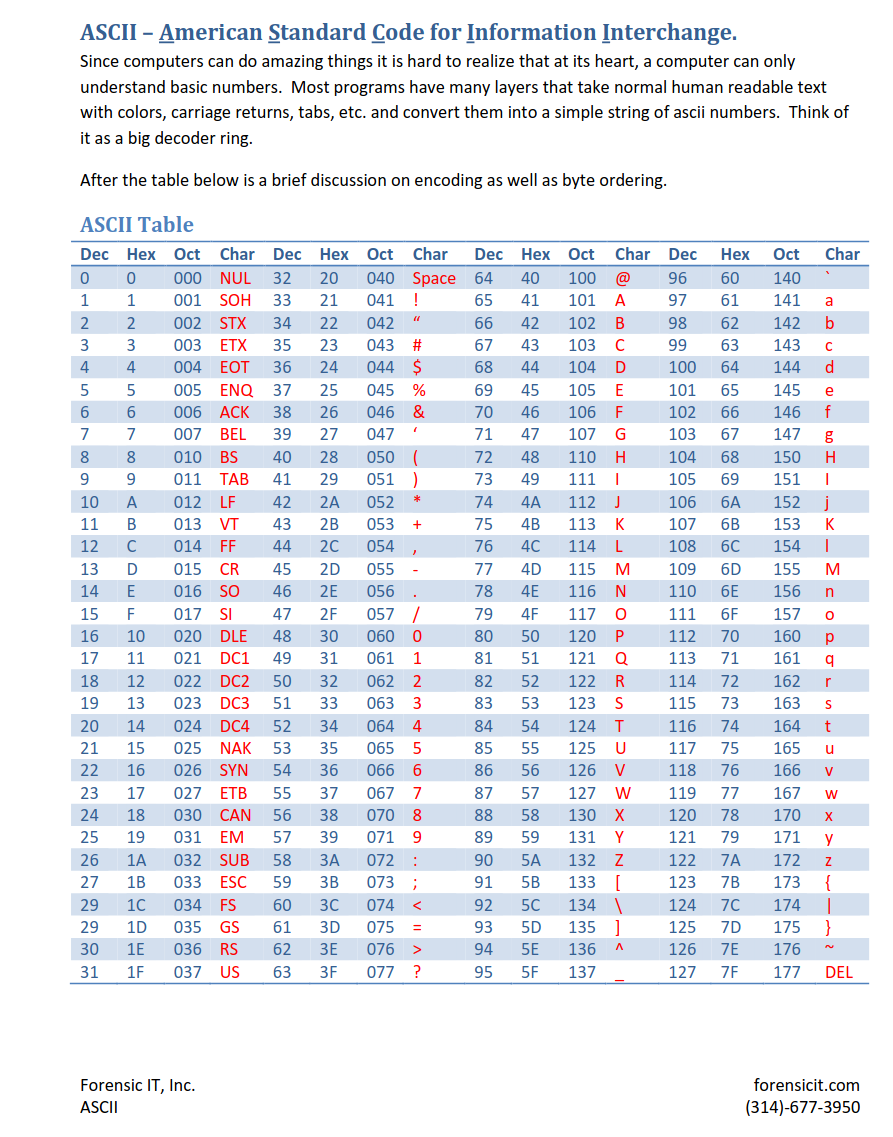 ASCII – American Standard Code for Information Interchange.
Since computers can do amazing things it is hard to realize that at its heart, a computer can only
understand basic numbers.  Most programs have many layers that take normal human readable text
with colors, carriage returns, tabs, etc. and convert them into a simple string of ascii numbers.  Think of
it as a big decoder ring.
After the table below is a brief discussion on encoding as well as byte ordering.
ASCII Table
Dec Hex Oct Char Dec Hex Oct Char Dec Hex Oct Char Dec Hex Oct Char
0 0 000 NUL 32 20 040 Space 64 40 100 @ 96 60 140 `
1 1 001 SOH 33 21 041 ! 65 41 101 A 97 61 141 a
2 2 002 STX 34 22 042 “ 66 42 102 B 98 62 142 b
3 3 003 ETX 35 23 043 # 67 43 103 C 99 63 143 c
4 4 004 EOT 36 24 044 $ 68 44 104 D 100 64 144 d
5 5 005 ENQ 37 25 045 % 69 45 105 E 101 65 145 e
6 6 006 ACK 38 26 046 & 70 46 106 F 102 66 146 f
7 7 007 BEL 39 27 047 ‘ 71 47 107 G 103 67 147 g
8 8 010 BS 40 28 050 ( 72 48 110 H 104 68 150 H
9 9 011 TAB 41 29 051 ) 73 49 111 I 105 69 151 I
10 A 012 LF 42 2A 052 * 74 4A 112 J 106 6A 152 j
11 B 013 VT 43 2B 053 + 75 4B 113 K 107 6B 153 K
12 C 014 FF 44 2C 054 , 76 4C 114 L 108 6C 154 l
13 D 015 CR 45 2D 055 - 77 4D 115 M 109 6D 155 M
14 E 016 SO 46 2E 056 . 78 4E 116 N 110 6E 156 n
15 F 017 SI 47 2F 057 / 79 4F 117 O 111 6F 157 o
16 10 020 DLE 48 30 060 0 80 50 120 P 112 70 160 p
17 11 021 DC1 49 31 061 1 81 51 121 Q 113 71 161 q
18 12 022 DC2 50 32 062 2 82 52 122 R 114 72 162 r
19 13 023 DC3 51 33 063 3 83 53 123 S 115 73 163 s
20 14 024 DC4 52 34 064 4 84 54 124 T 116 74 164 t
21 15 025 NAK 53 35 065 5 85 55 125 U 117 75 165 u
22 16 026 SYN 54 36 066 6 86 56 126 V 118 76 166 v
23 17 027 ETB 55 37 067 7 87 57 127 W 119 77 167 w
24 18 030 CAN 56 38 070 8 88 58 130 X 120 78 170 x
25 19 031 EM 57 39 071 9 89 59 131 Y 121 79 171 y
26 1A 032 SUB 58 3A 072 : 90 5A 132 Z 122 7A 172 z
27 1B 033 ESC 59 3B 073 ; 91 5B 133 [ 123 7B 173 {
29 1C 034 FS 60 3C 074 < 92 5C 134 \ 124 7C 174 |
29 1D 035 GS 61 3D 075 = 93 5D 135 ] 125 7D 175 }
30 1E 036 RS 62 3E 076 > 94 5E 136 ^ 126 7E 176 ~
31 1F 037 US 63 3F 077 ? 95 5F 137 _ 127 7F 177 DEL
Forensic IT, Inc. forensicit.com
ASCII (314)-677-3950